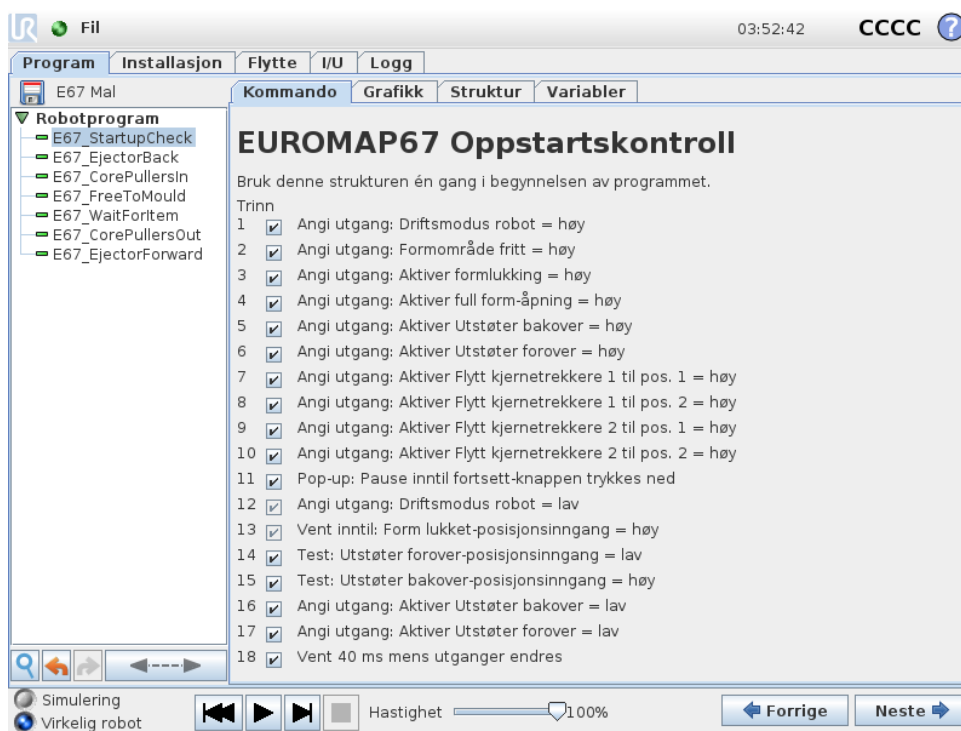 UR Fil 03:52:42 CCCC ?
Program Installasjon Flytte I/U Logg
E67 Mal
Kommando Grafikk Struktur Variabler
Robotprogram
E67_StartupCheck
E67_EjectorBack
E67_CorePullersIn
E67_FreeToMould
E67_WaitForItem
E67_CorePullersOut
E67_EjectorForward
EUROMAP67 Oppstartskontroll
Bruk denne strukturen én gang i begynnelsen av programmet.
Trinn
1 Angi utgang: Driftsmodus robot = høy
2 Angi utgang: Formområde fritt = høy
3 Angi utgang: Aktiver formlukking = høy
4 Angi utgang: Aktiver full form-åpning = høy
5 Angi utgang: Aktiver Utstøter bakover = høy
6 Angi utgang: Aktiver Utstøter forover = høy
7 Angi utgang: Aktiver Flytt kjernetrekkere 1 til pos. 1 = høy
8 Angi utgang: Aktiver Flytt kjernetrekkere 1 til pos. 2 = høy
9 Angi utgang: Aktiver Flytt kjernetrekkere 2 til pos. 1 = høy
10 Angi utgang: Aktiver Flytt kjernetrekkere 2 til pos. 2 = høy
11 Pop-up: Pause inntil fortsett-knappen trykkes ned
12 Angi utgang: Driftsmodus robot = lav
13 Vent inntil: Form lukket-posisjonsinngang = høy
14 Test: Utstøter forover-posisjonsinngang = lav
15 Test: Utstøter bakover-posisjonsinngang = høy
16 Angi utgang: Aktiver Utstøter bakover = lav
17 Angi utgang: Aktiver Utstøter forover = lav
18 Vent 40 ms mens utganger endres
Simulering
Virkelig robot
Hastighet 100%
Forrige Neste